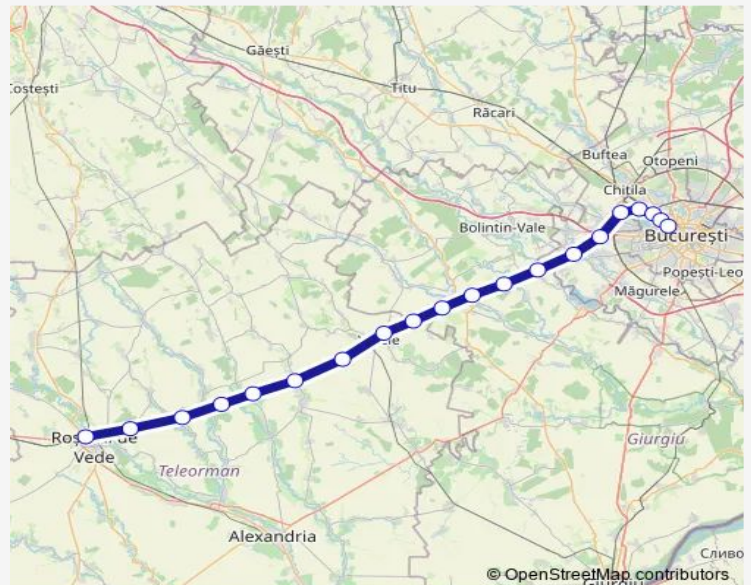 Găești
Costești
Titu
Răcari
Buftea
Otopeni
Chitila
Bolintin-Vale
București
Popești-Leo
Măgurele
Vede
Teleorman
Giurgiu
Alexandria
Сливо
© OpenStreetMap contributors